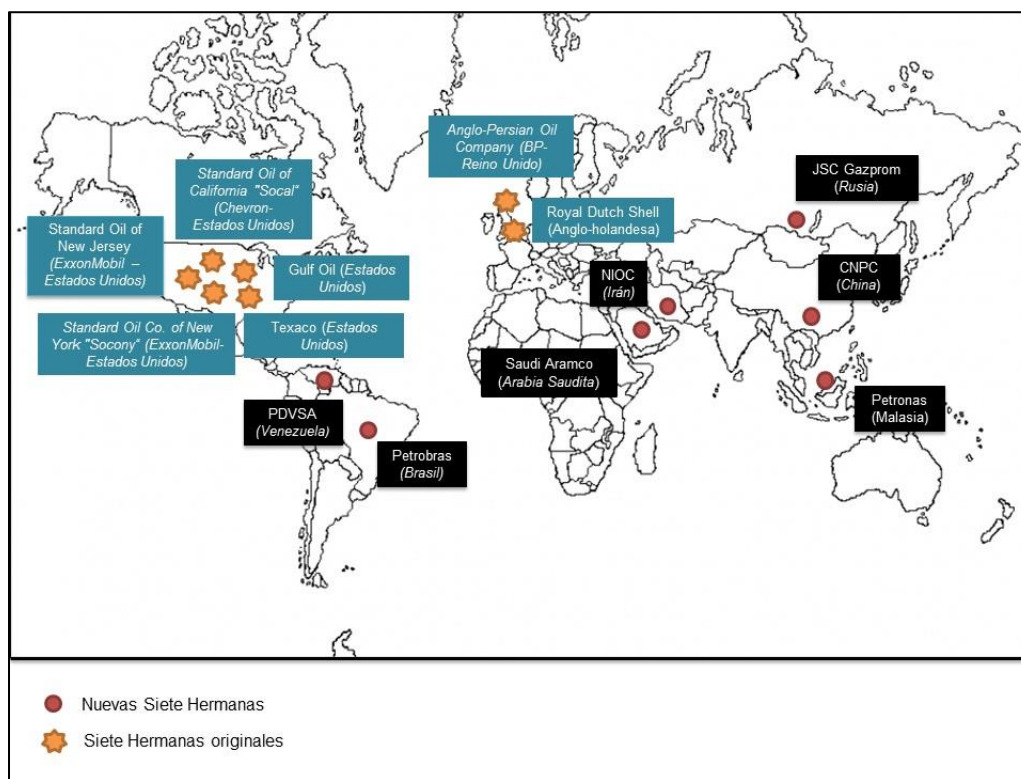 Anglo-Persian Oil
Company (BP-
Reino Unido)
JSC Gazprom
(Rusia)
Standard Oil of
California "Socal"
(Chevron-
Estados Unidos)
Standard Oil of
New Jersey
(ExxonMobil –
Estados Unidos)
Royal Dutch Shell
(Anglo-holandesa)
Gulf Oil (Estados
Unidos)
NIOC
(Irán)
CNPC
(China)
Standard Oil Co. of New
York "Socony" (ExxonMobil-
Estados Unidos)
Texaco (Estados
Unidos)
Saudi Aramco
(Arabia Saudita)
PDVSA
(Venezuela)
Petronas
(Malasia)
Petrobras
(Brasil)
Nuevas Siete Hermanas
Siete Hermanas originales